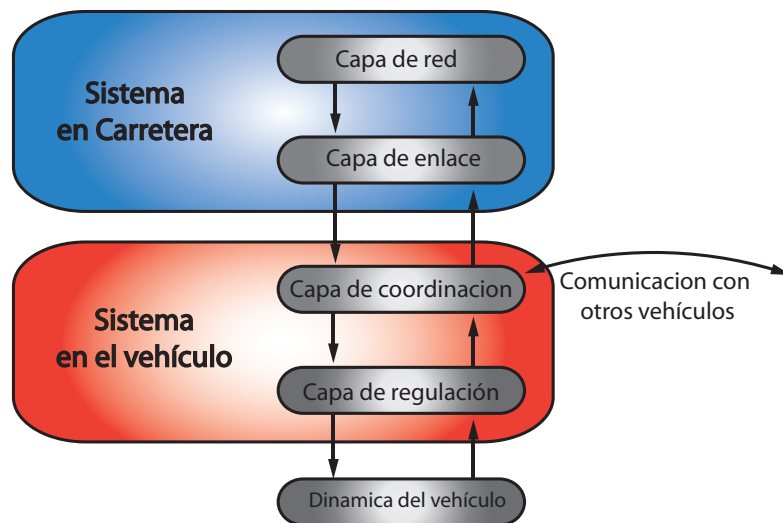 Capa de red
Sistema
en Carretera
Capa de enlace
Capa de coordinacion
Comunicacion con
otros vehículos
Sistema
en el vehículo
Capa de regulación
Dinamica del vehículo